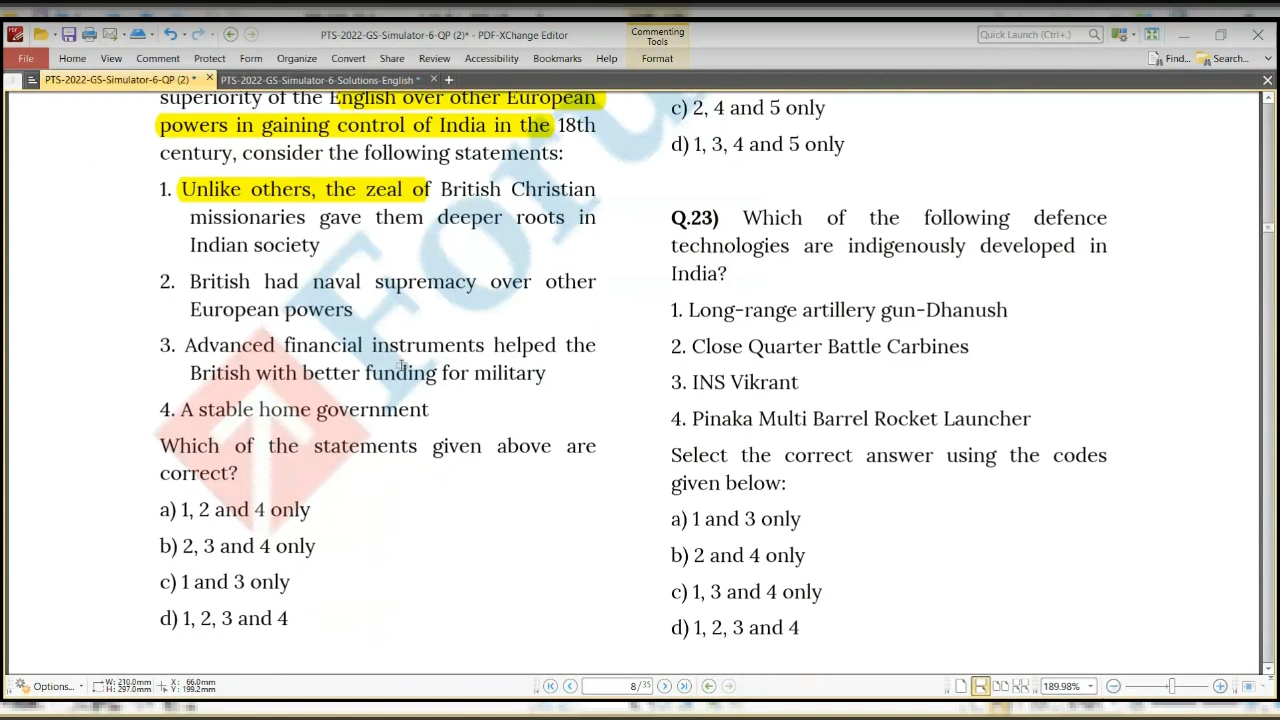 PTS-2022-GS-Simulator-6-QP (2)* - PDF-XChange Editor
Commenting Tools
Quick Launch (Ctrl+.)
File Home View Comment Protect Form Organize Convert Share Review Accessibility Bookmarks Help Format Find... Search...
PTS-2022-GS-Simulator-6-QP (2) * × PTS-2022-GS-Simulator-6-Solutions-English * ×
superiority of the English over other European
powers in gaining control of India in the 18th
century, consider the following statements:
1. Unlike others, the zeal of British Christian
missionaries gave them deeper roots in
Indian society
2. British had naval supremacy over other
European powers
3. Advanced financial instruments helped the
British with better funding for military
4. A stable home government
Which of the statements given above are
correct?
a) 1, 2 and 4 only
b) 2, 3 and 4 only
c) 1 and 3 only
d) 1, 2, 3 and 4
c) 2, 4 and 5 only
d) 1, 3, 4 and 5 only
Q.23) Which of the following defence
technologies are indigenously developed in
India?
1. Long-range artillery gun-Dhanush
2. Close Quarter Battle Carbines
3. INS Vikrant
4. Pinaka Multi Barrel Rocket Launcher
Select the correct answer using the codes
given below:
a) 1 and 3 only
b) 2 and 4 only
c) 1, 3 and 4 only
d) 1, 2, 3 and 4
Foru
Options... W: 210.0mm H: 297.0mm X: 66.0mm Y: 199.2mm 8/35 189.98%